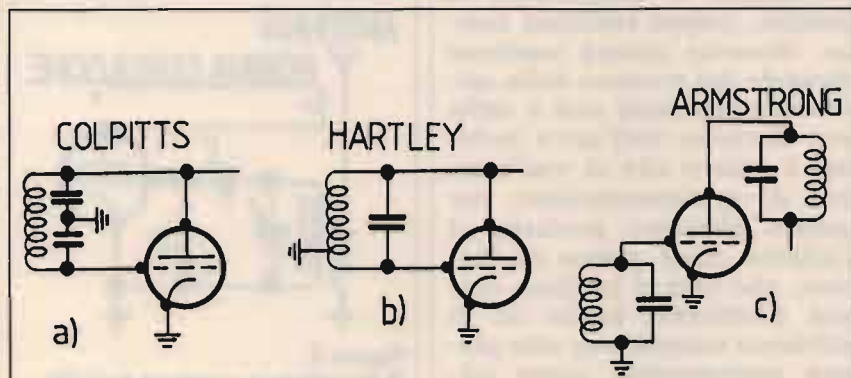 COLPITTS
HARTLEY
ARMSTRONG
a)
b)
c)